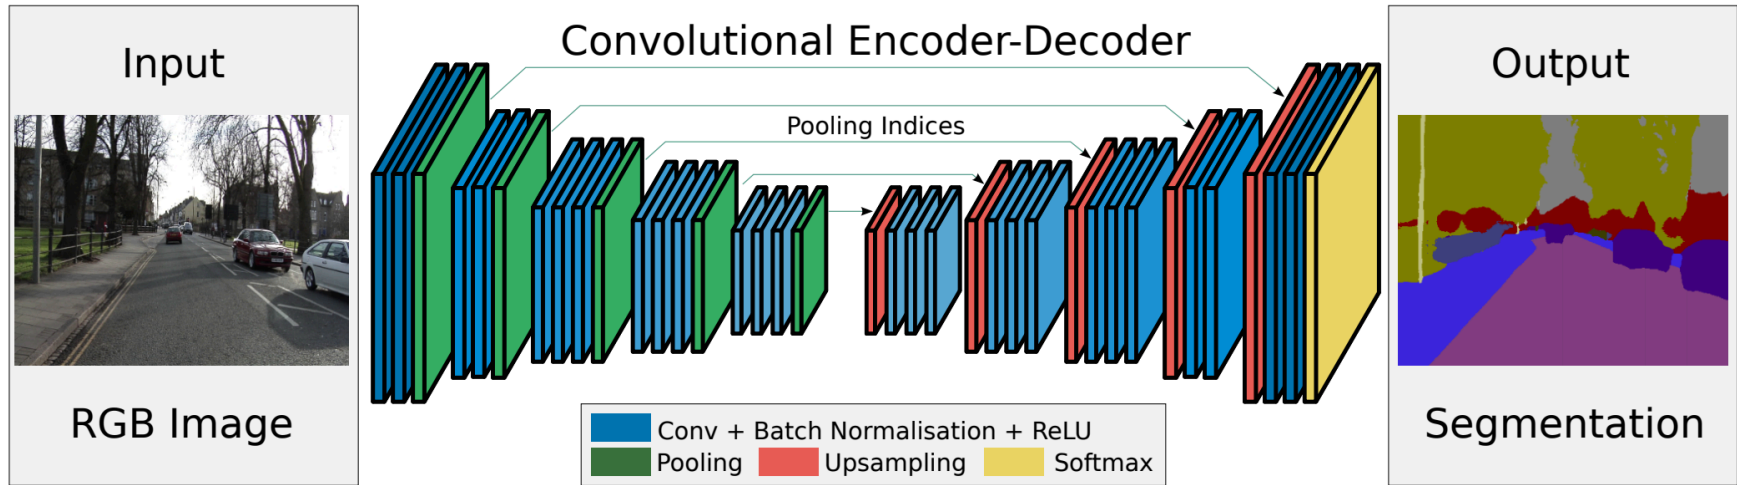 Input
RGB Image
Convolutional Encoder-Decoder
Pooling Indices
Conv + Batch Normalisation + ReLU
Pooling Upsampling Softmax
Output
Segmentation